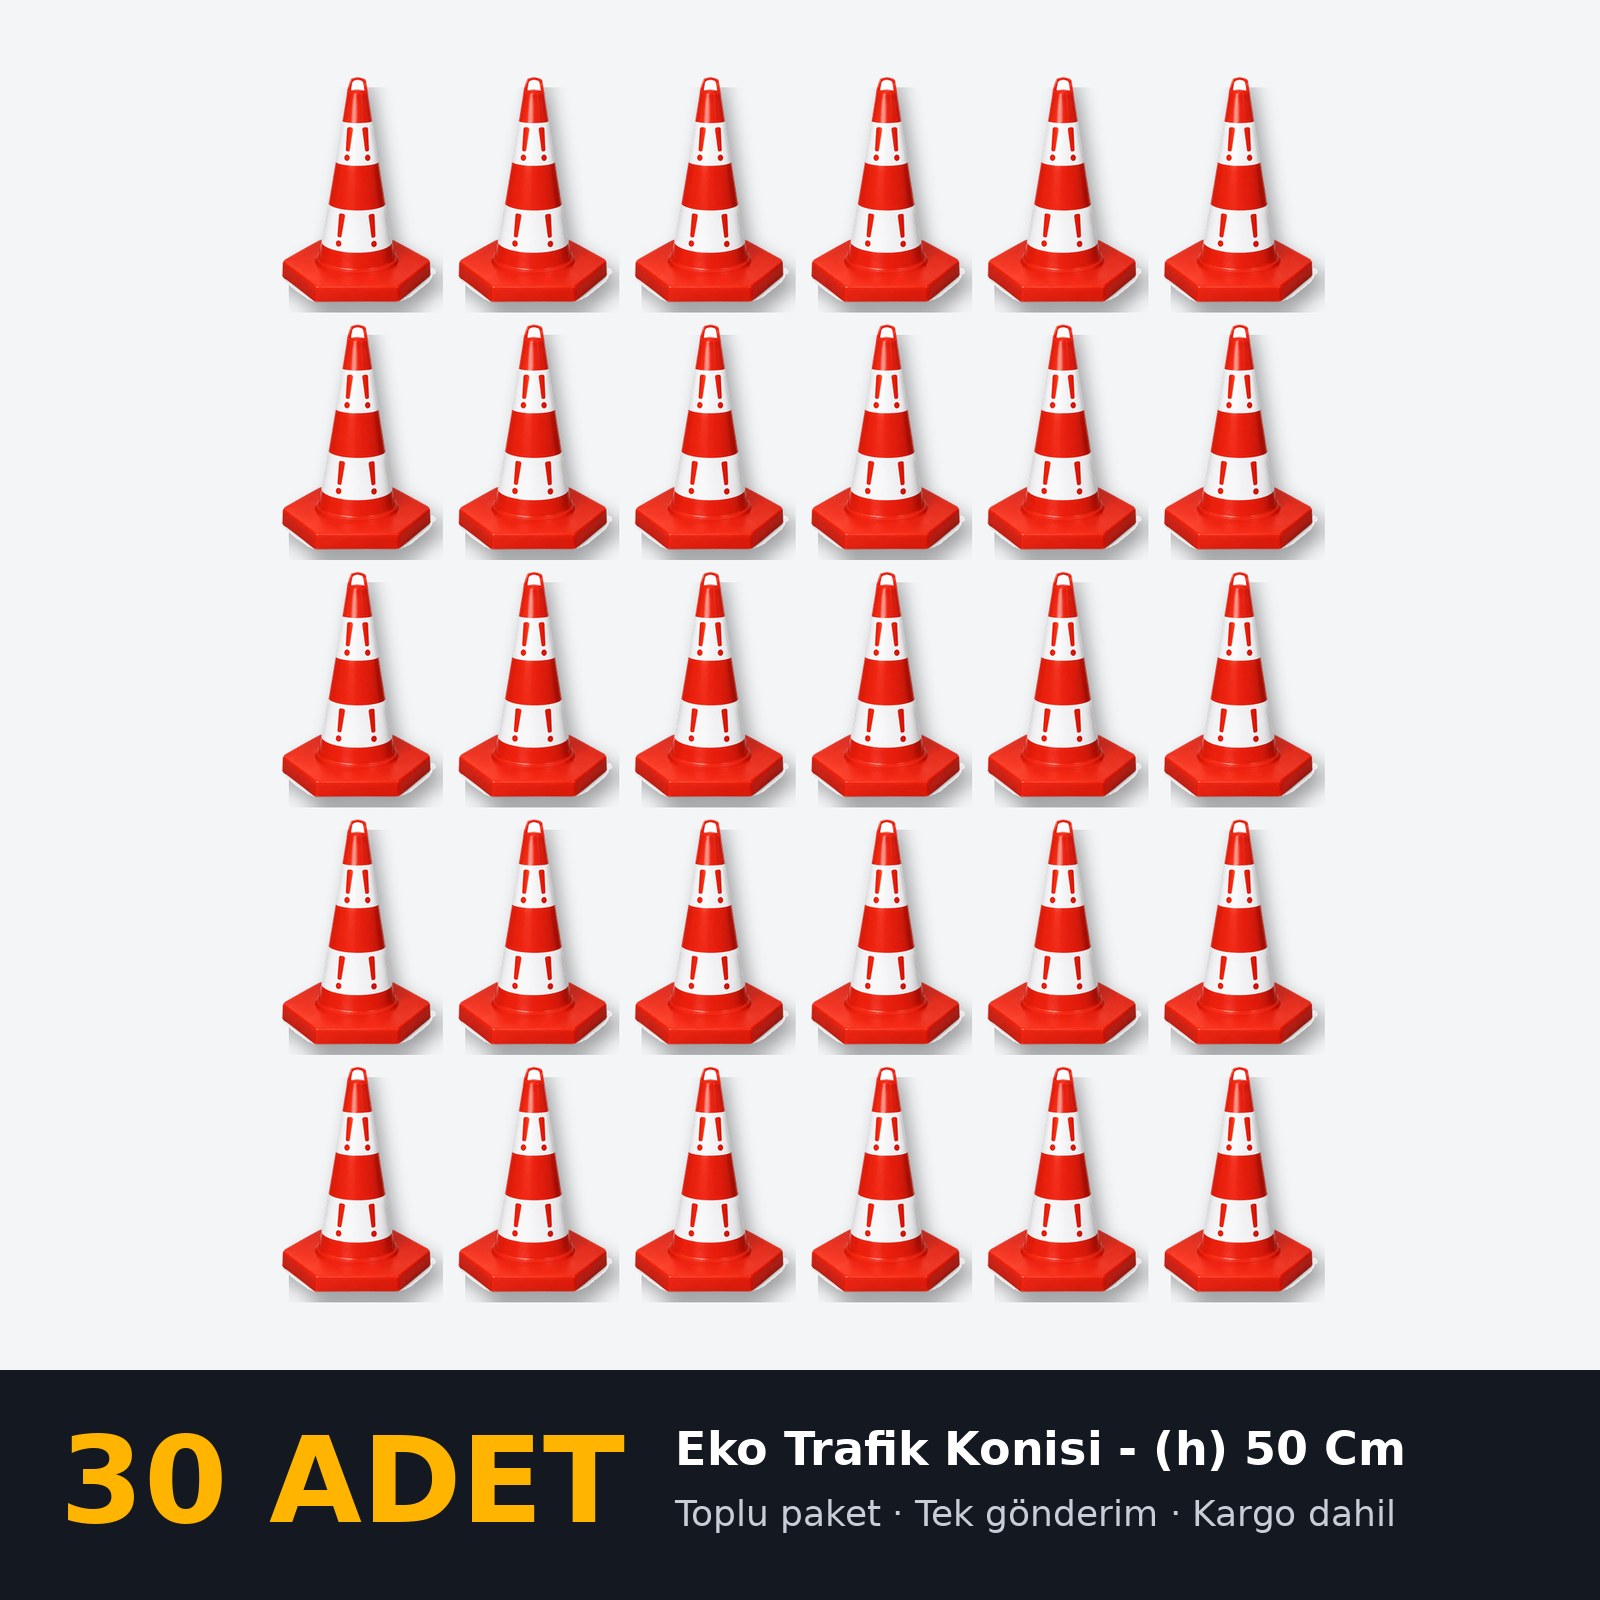 30 ADET
Eko Trafik Konisi - (h) 50 Cm
Toplu paket · Tek gönderim · Kargo dahil